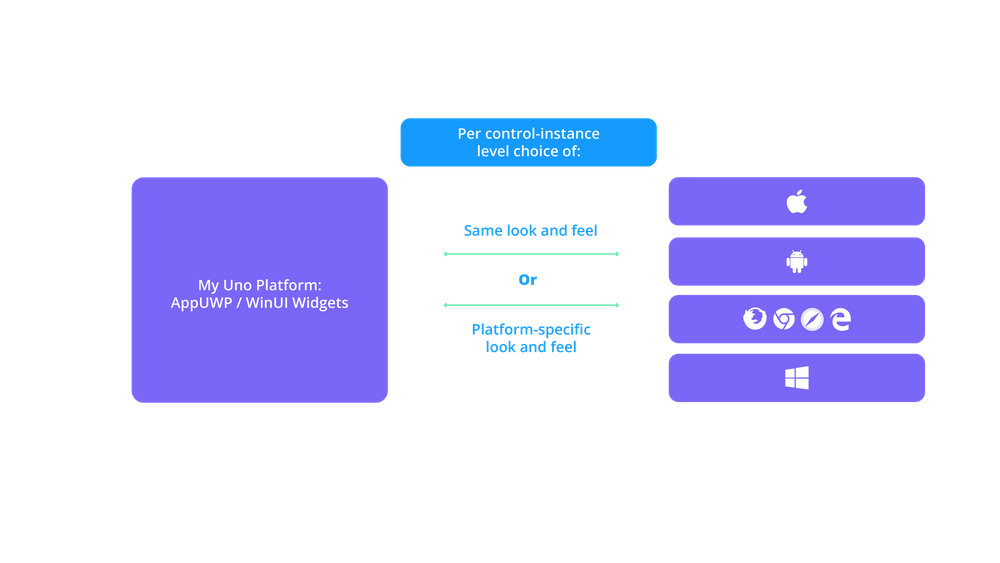 Per control-instance
level choice of:
My Uno Platform:
AppUWP / WinUI Widgets
Same look and feel
Or
Platform-specific
look and feel